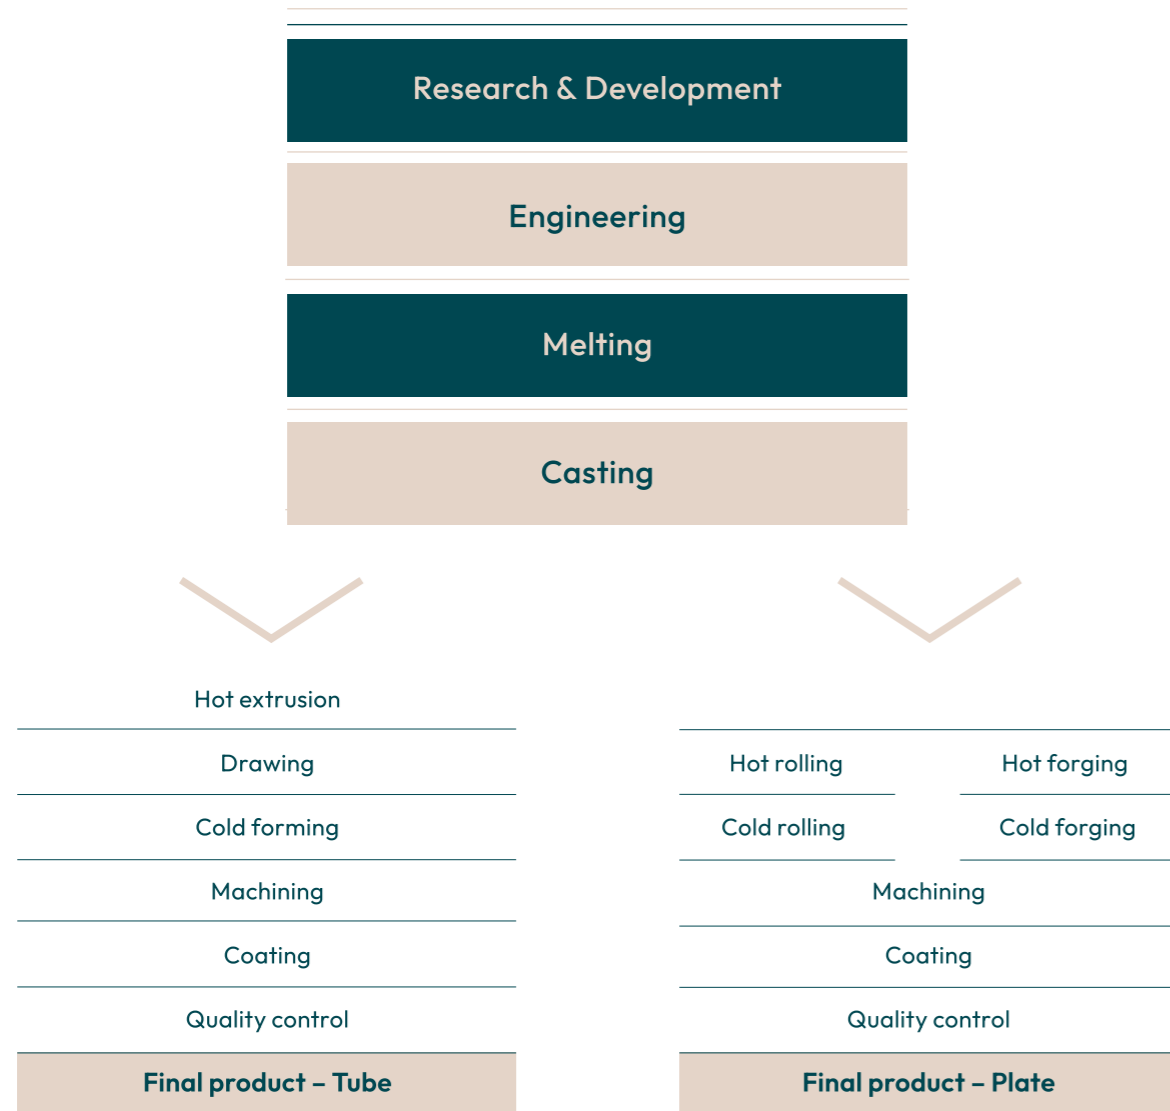 Research & Development
Engineering
Melting
Casting
Hot extrusion
Drawing
Cold forming
Machining
Coating
Quality control
Final product – Tube
Hot rolling
Hot forging
Cold rolling
Cold forging
Machining
Coating
Quality control
Final product – Plate